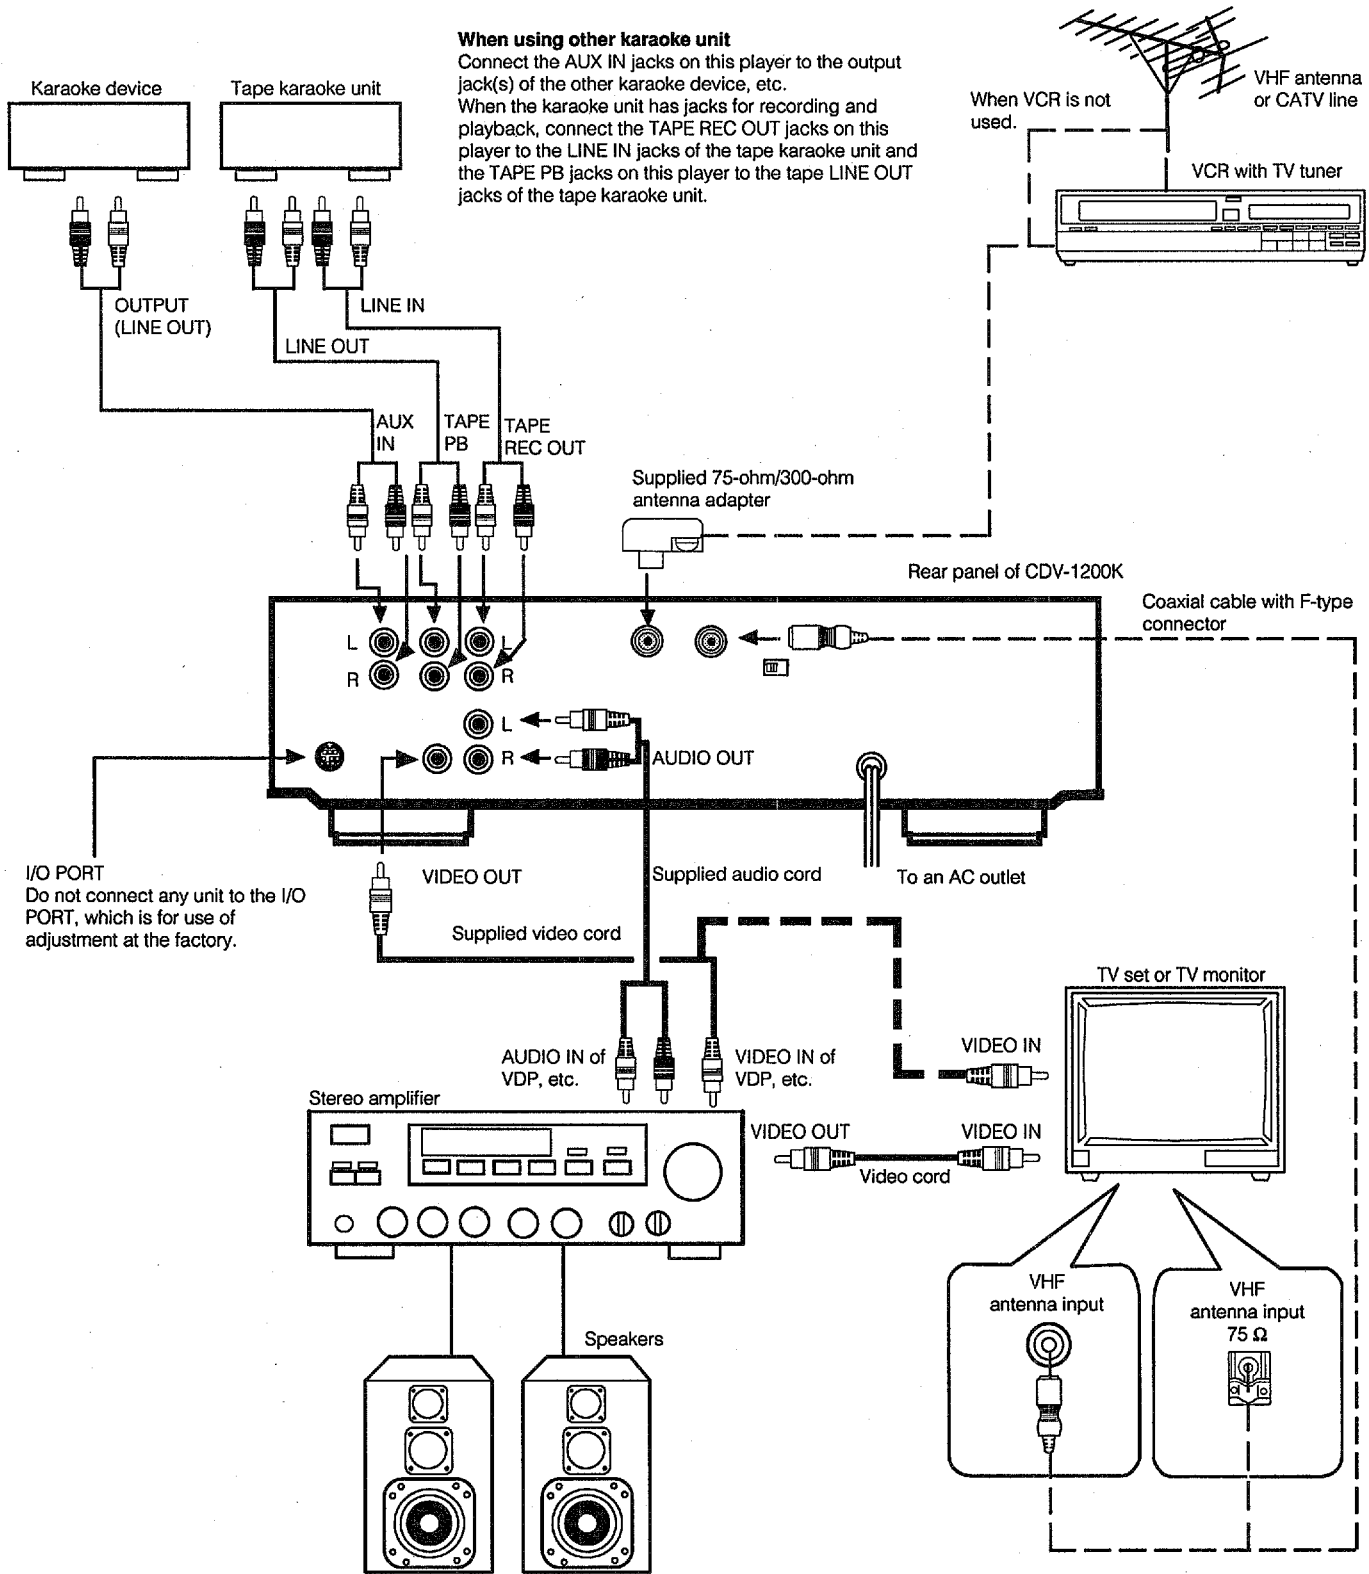 When using other karaoke unit
Connect the AUX IN jacks on this player to the output
jack(s) of the other karaoke device, etc.
When the karaoke unit has jacks for recording and
playback, connect the TAPE REC OUT jacks on this
player to the LINE IN jacks of the tape karaoke unit and
the TAPE PB jacks on this player to the tape LINE OUT
jacks of the tape karaoke unit.
Karaoke device
Tape karaoke unit
When VCR is not
used.
VHF antenna
or CATV line
VCR with TV tuner
OUTPUT
(LINE OUT)
LINE IN
LINE OUT
AUX
IN
TAPE
PB
TAPE
REC OUT
Supplied 75-ohm/300-ohm
antenna adapter
Rear panel of CDV-1200K
Coaxial cable with F-type
connector
L
L
R
R
L
R
AUDIO OUT
I/O PORT
Do not connect any unit to the I/O
PORT, which is for use of
adjustment at the factory.
VIDEO OUT
Supplied audio cord
To an AC outlet
Supplied video cord
TV set or TV monitor
AUDIO IN of
VDP, etc.
VIDEO IN of
VDP, etc.
VIDEO IN
Stereo amplifier
VIDEO OUT
VIDEO IN
Video cord
VHF
antenna input
VHF
antenna input
75 Ω
Speakers